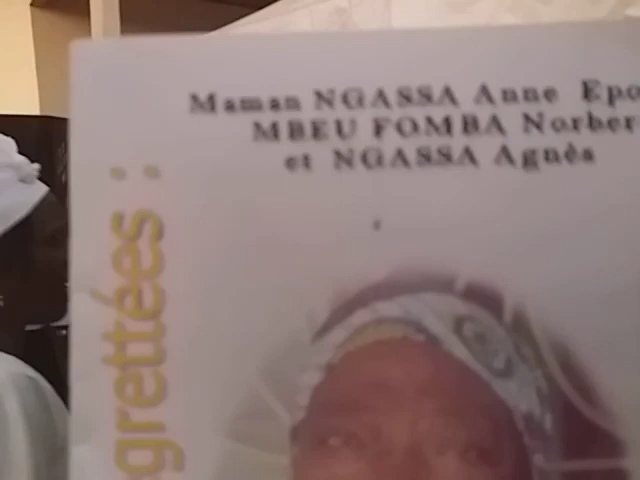 Maman NGASSA Anne Epo
MBEU FOMBA Norber
et NGASSA Agnès
grettées :